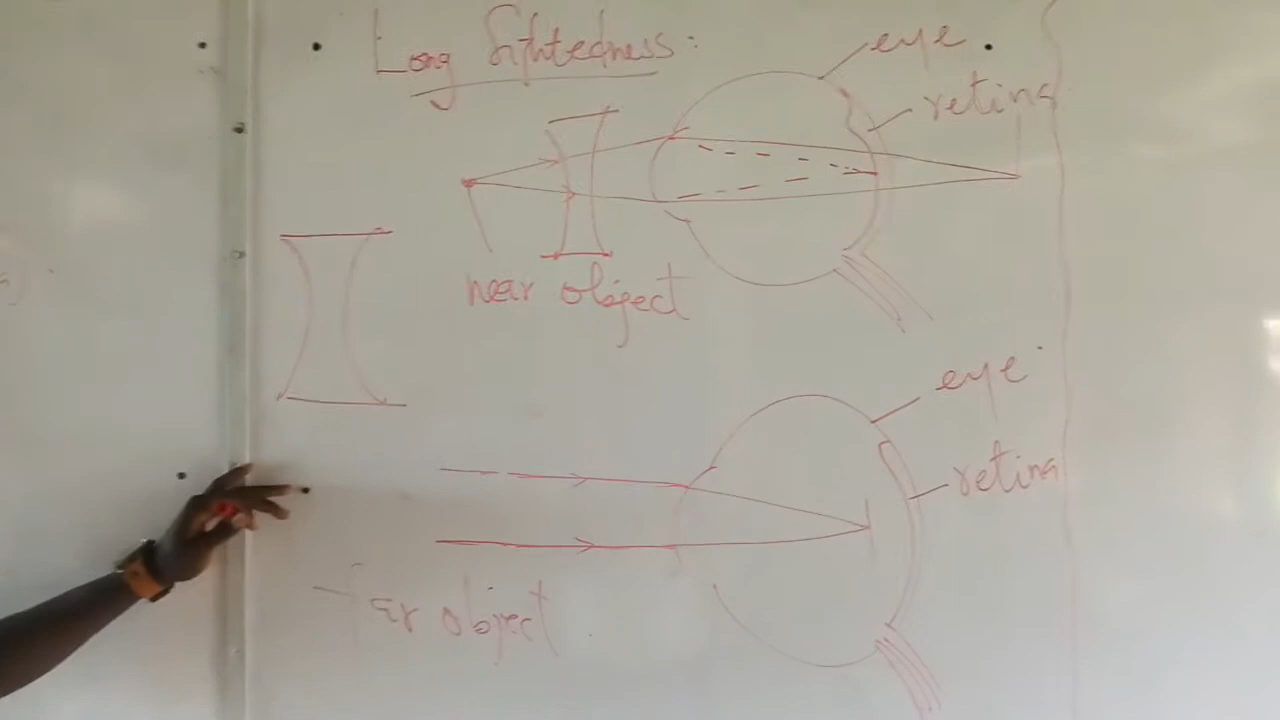 Long Sightedness:
eye
retina
near object
eye
retina
far object